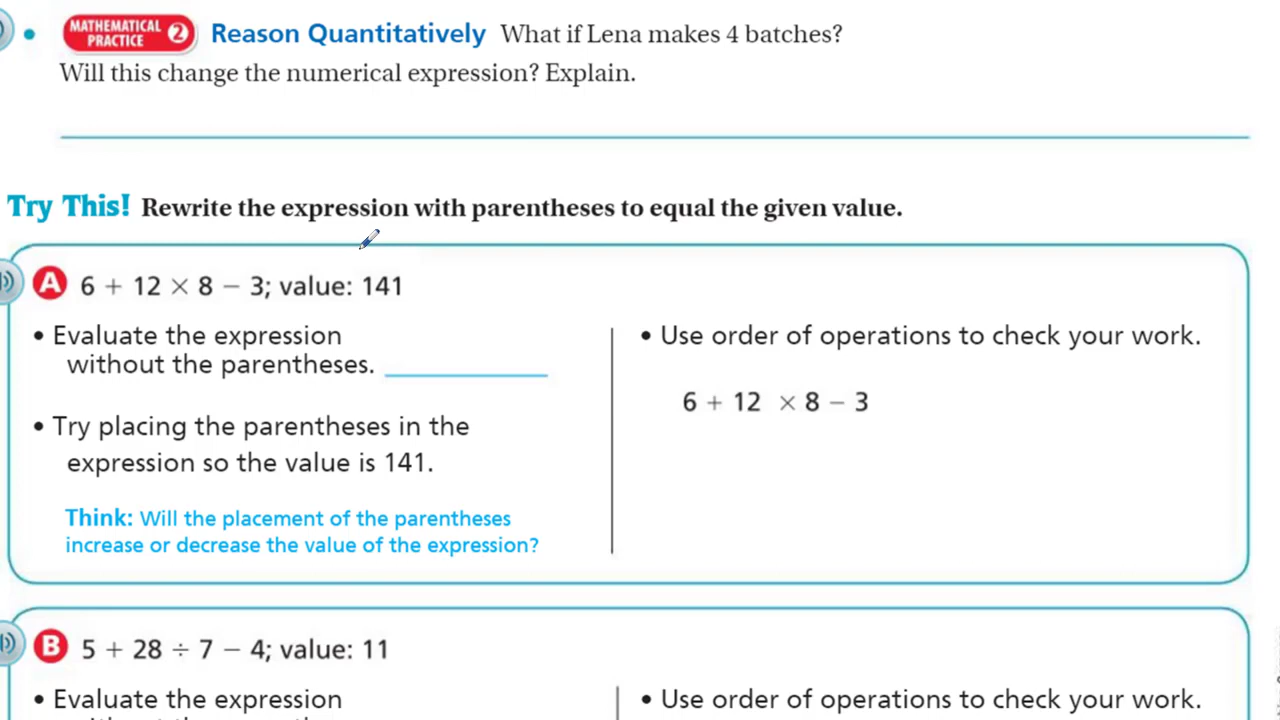 MATHEMATICAL PRACTICE 2 Reason Quantitatively What if Lena makes 4 batches?
Will this change the numerical expression? Explain.
Try This! Rewrite the expression with parentheses to equal the given value.
A 6 + 12 × 8 − 3; value: 141
• Evaluate the expression
without the parentheses.
• Try placing the parentheses in the
expression so the value is 141.
Think: Will the placement of the parentheses
increase or decrease the value of the expression?
• Use order of operations to check your work.
6 + 12 × 8 − 3
B 5 + 28 ÷ 7 − 4; value: 11
• Evaluate the expression
• Use order of operations to check your work.